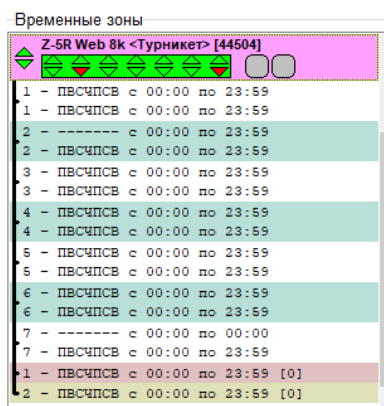 Временные зоны
Z-5R Web 8k <Турникет> [44504]
1 - ПВСЧПСВ с 00:00 по 23:59
1 - ПВСЧПСВ с 00:00 по 23:59
2 - ------- с 00:00 по 23:59
2 - ПВСЧПСВ с 00:00 по 23:59
3 - ПВСЧПСВ с 00:00 по 23:59
3 - ПВСЧПСВ с 00:00 по 23:59
4 - ПВСЧПСВ с 00:00 по 23:59
4 - ПВСЧПСВ с 00:00 по 23:59
5 - ПВСЧПСВ с 00:00 по 23:59
5 - ПВСЧПСВ с 00:00 по 23:59
6 - ПВСЧПСВ с 00:00 по 23:59
6 - ПВСЧПСВ с 00:00 по 23:59
7 - ------- с 00:00 по 00:00
7 - ПВСЧПСВ с 00:00 по 23:59
1 - ПВСЧПСВ с 00:00 по 23:59 [0]
2 - ПВСЧПСВ с 00:00 по 23:59 [0]